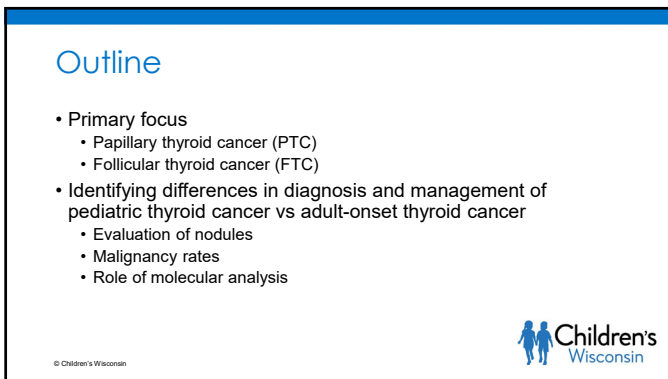 Outline
• Primary focus
• Papillary thyroid cancer (PTC)
• Follicular thyroid cancer (FTC)
• Identifying differences in diagnosis and management of
pediatric thyroid cancer vs adult-onset thyroid cancer
• Evaluation of nodules
• Malignancy rates
• Role of molecular analysis
© Children's Wisconsin
Children's
Wisconsin